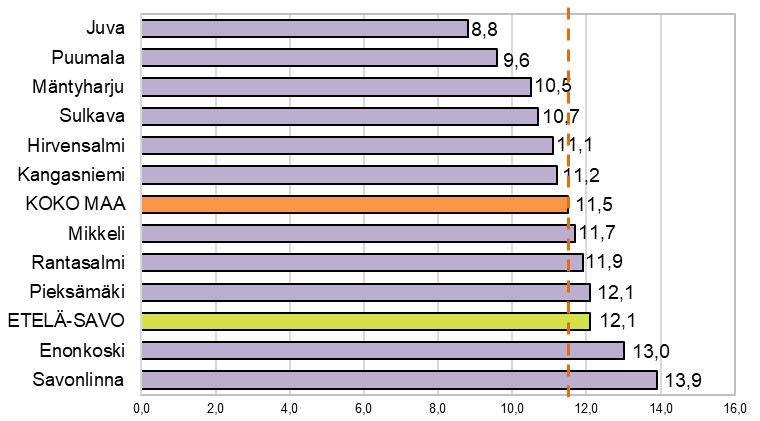 Juva 8,8
Puumala 9,6
Mäntyharju 10,5
Sulkava 10,7
Hirvensalmi 11,1
Kangasniemi 11,2
KOKO MAA 11,5
Mikkeli 11,7
Rantasalmi 11,9
Pieksämäki 12,1
ETELÄ-SAVO 12,1
Enonkoski 13,0
Savonlinna 13,9
0,0 2,0 4,0 6,0 8,0 10,0 12,0 14,0 16,0